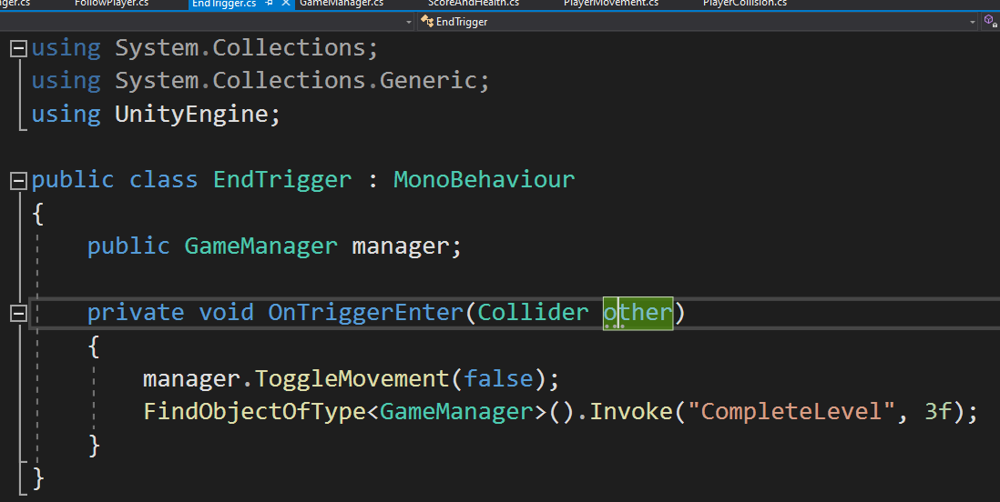 ger.cs FollowPlayer.cs EndTrigger.cs GameManager.cs ScoreAndHealth.cs PlayerMovement.cs PlayerCollision.cs
EndTrigger
using System.Collections;
using System.Collections.Generic;
using UnityEngine;
public class EndTrigger : MonoBehaviour
{
public GameManager manager;
private void OnTriggerEnter(Collider other)
{
manager.ToggleMovement(false);
FindObjectOfType<GameManager>().Invoke("CompleteLevel", 3f);
}
}